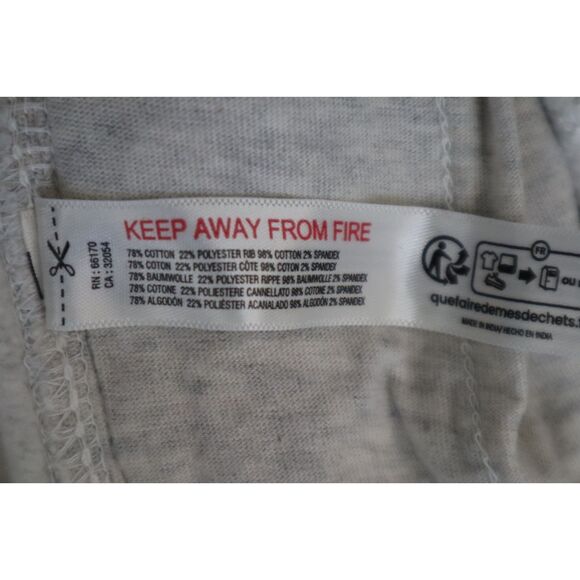 RN: 66170
CA: 32054
KEEP AWAY FROM FIRE
78% COTTON 22% POLYESTER RIB 98% COTTON 2% SPANDEX
78% COTON 22% POLYESTER CÔTE 98% COTON 2% SPANDEX
78% BAUMWOLLE 22% POLYESTER RIPPE 98% BAUMWOLLE 2% SPANDEX
78% COTONE 22% POLIESTERE CANNELLATO 98% COTONE 2% SPANDEX
78% ALGODÓN 22% POLIÉSTER ACANALADO 98% ALGODÓN 2% SPANDEX
FR
OU
quefairedemesdechets.f
MADE IN INDIA/ HECHO EN INDIA